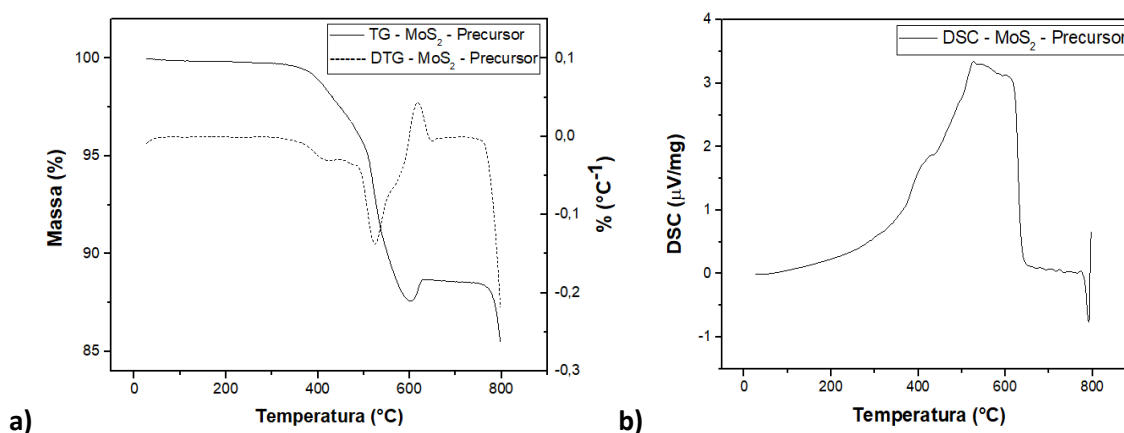 TG - MoS₂ - Precursor
DTG - MoS₂ - Precursor
100
95
90
85
Massa (%)
0,1
0,0
-0,1
-0,2
-0,3
% (°C⁻¹)
0
200
400
600
800
Temperatura (°C)
a)
DSC - MoS₂ - Precursor
4
3
2
1
0
-1
DSC (μV/mg)
0
200
400
600
800
Temperatura (°C)
b)